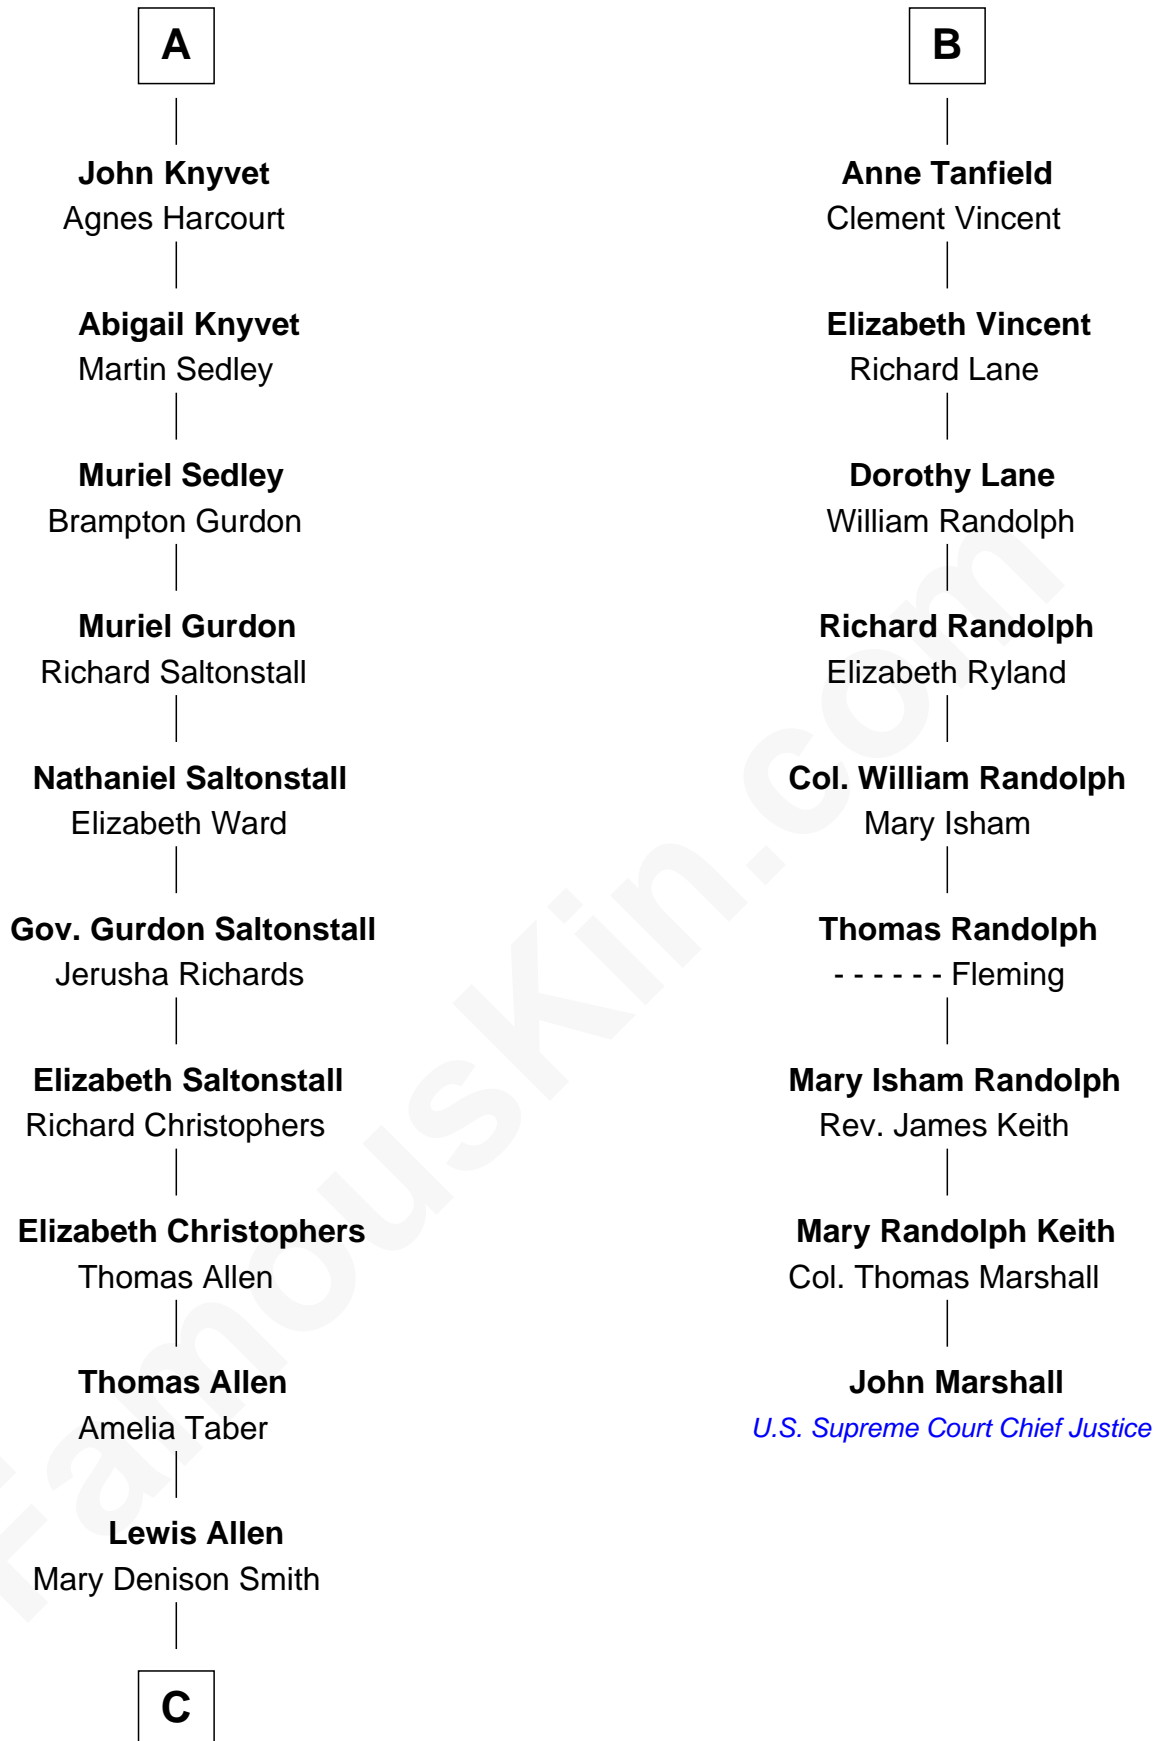 A
John Knyvet
Agnes Harcourt
Abigail Knyvet
Martin Sedley
Muriel Sedley
Brampton Gurdon
Muriel Gurdon
Richard Saltonstall
Nathaniel Saltonstall
Elizabeth Ward
Gov. Gurdon Saltonstall
Jerusha Richards
Elizabeth Saltonstall
Richard Christophers
Elizabeth Christophers
Thomas Allen
Thomas Allen
Amelia Taber
Lewis Allen
Mary Denison Smith
C
B
Anne Tanfield
Clement Vincent
Elizabeth Vincent
Richard Lane
Dorothy Lane
William Randolph
Richard Randolph
Elizabeth Ryland
Col. William Randolph
Mary Isham
Thomas Randolph
- - - - - - Fleming
Mary Isham Randolph
Rev. James Keith
Mary Randolph Keith
Col. Thomas Marshall
John Marshall
U.S. Supreme Court Chief Justice
FamousKin.com